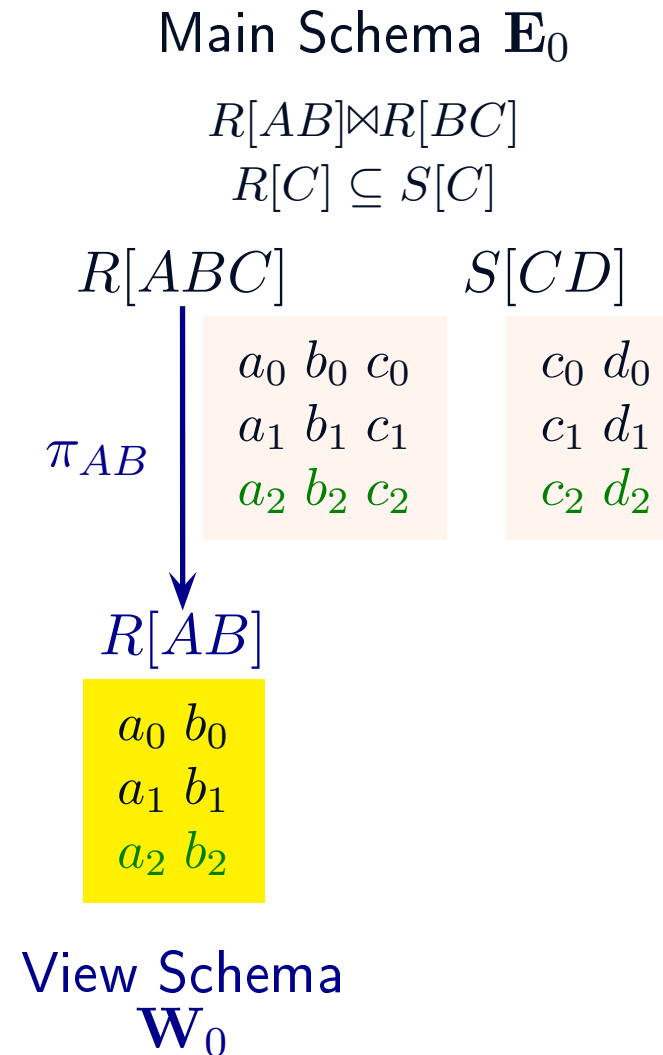 Main Schema E₀
R[AB]⋈R[BC]
R[C] ⊆ S[C]
R[ABC] S[CD]
a₀ b₀ c₀ c₀ d₀
a₁ b₁ c₁ c₁ d₁
π_AB
a₂ b₂ c₂ c₂ d₂
R[AB]
a₀ b₀
a₁ b₁
a₂ b₂
View Schema
W₀